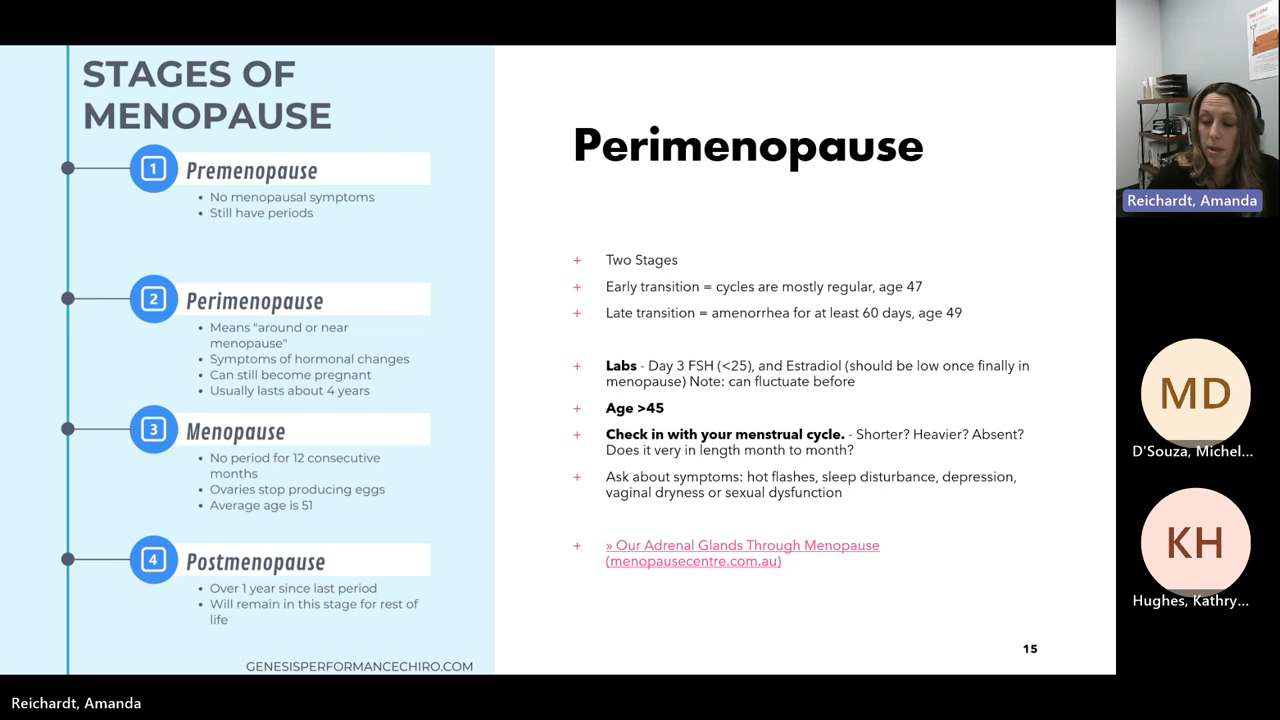 STAGES OF
MENOPAUSE
1
Premenopause
• No menopausal symptoms
• Still have periods
2
Perimenopause
• Means "around or near
menopause"
• Symptoms of hormonal changes
• Can still become pregnant
• Usually lasts about 4 years
3
Menopause
• No period for 12 consecutive
months
• Ovaries stop producing eggs
• Average age is 51
4
Postmenopause
• Over 1 year since last period
• Will remain in this stage for rest of
life
GENESISPERFORMANCECHIRO.COM
Perimenopause
+ Two Stages
+ Early transition = cycles are mostly regular, age 47
+ Late transition = amenorrhea for at least 60 days, age 49
+ Labs - Day 3 FSH (<25), and Estradiol (should be low once finally in
menopause) Note: can fluctuate before
+ Age >45
+ Check in with your menstrual cycle. - Shorter? Heavier? Absent?
Does it very in length month to month?
+ Ask about symptoms: hot flashes, sleep disturbance, depression,
vaginal dryness or sexual dysfunction
+ » Our Adrenal Glands Through Menopause
(menopausecentre.com.au)
15
Reichardt, Amanda
MD
D'Souza, Michel...
KH
Hughes, Kathry...
Reichardt, Amanda